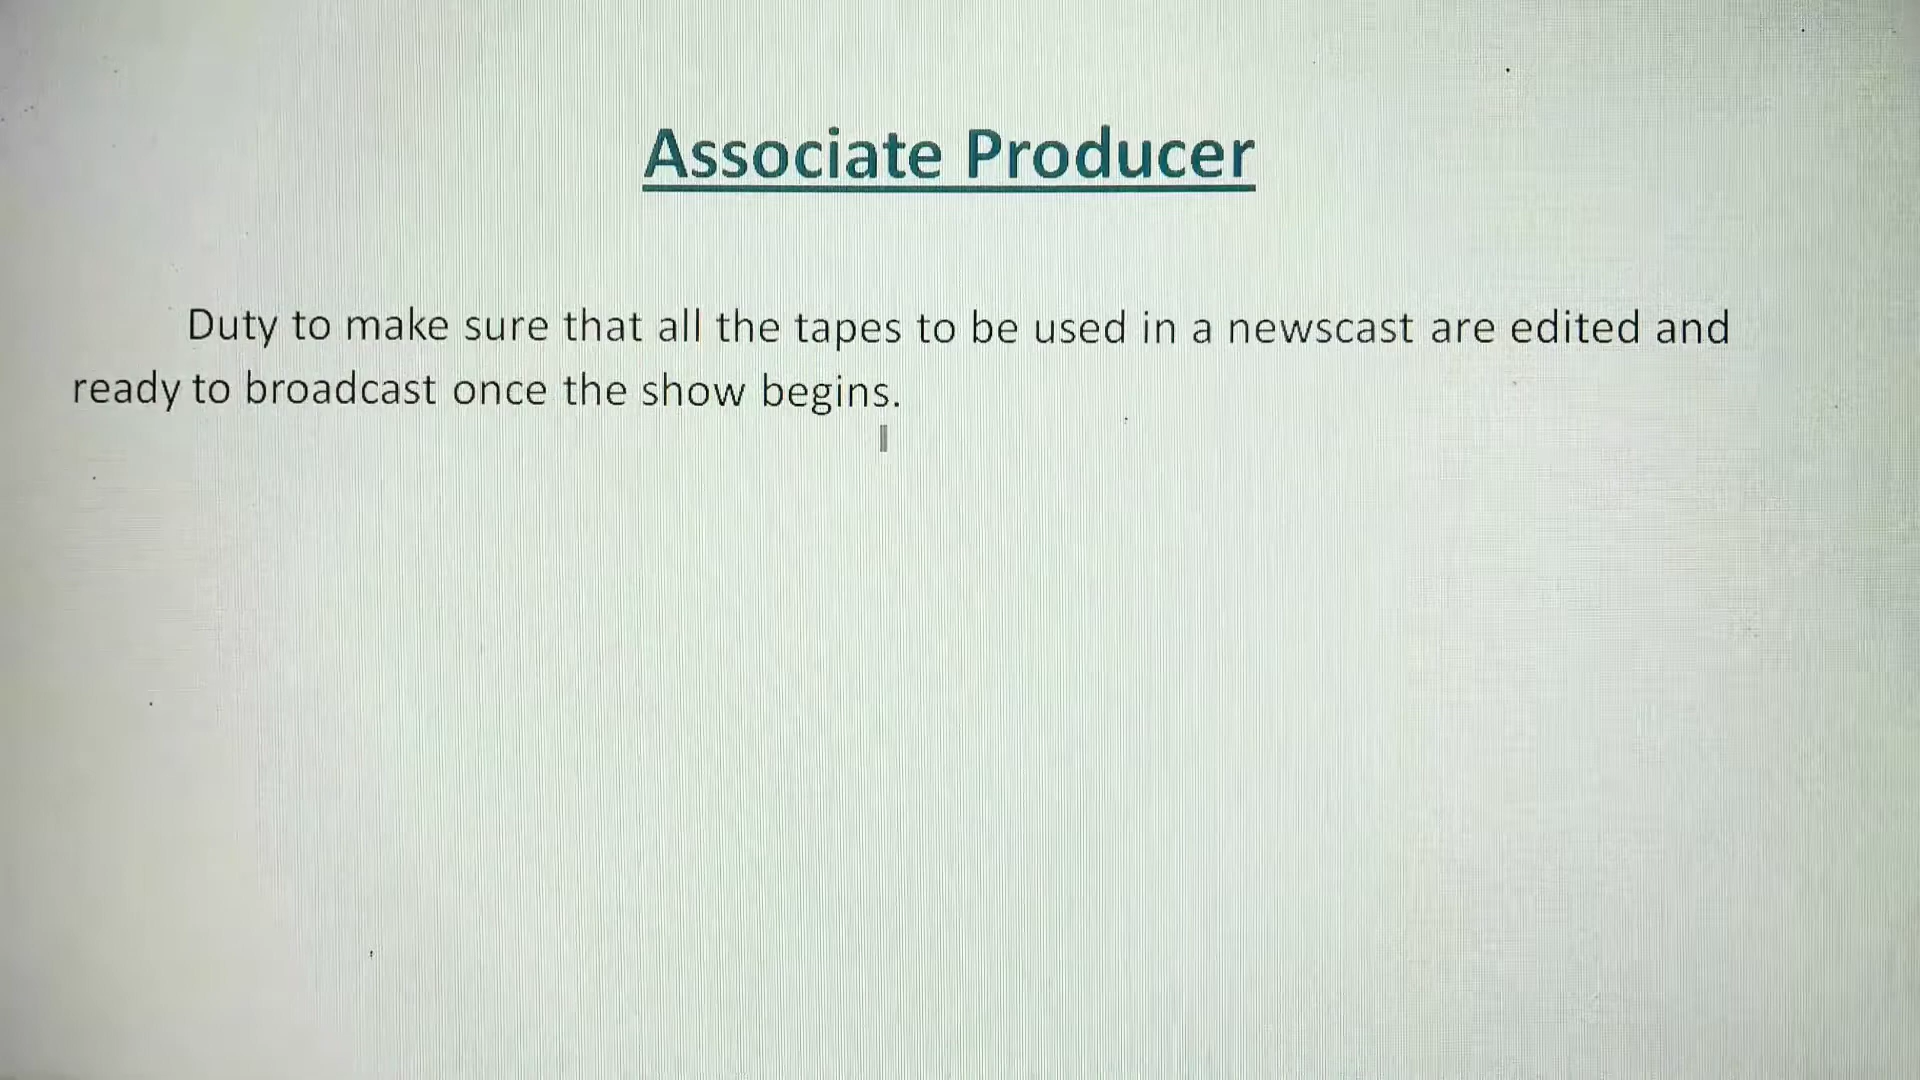 Associate Producer
Duty to make sure that all the tapes to be used in a newscast are edited and
ready to broadcast once the show begins.